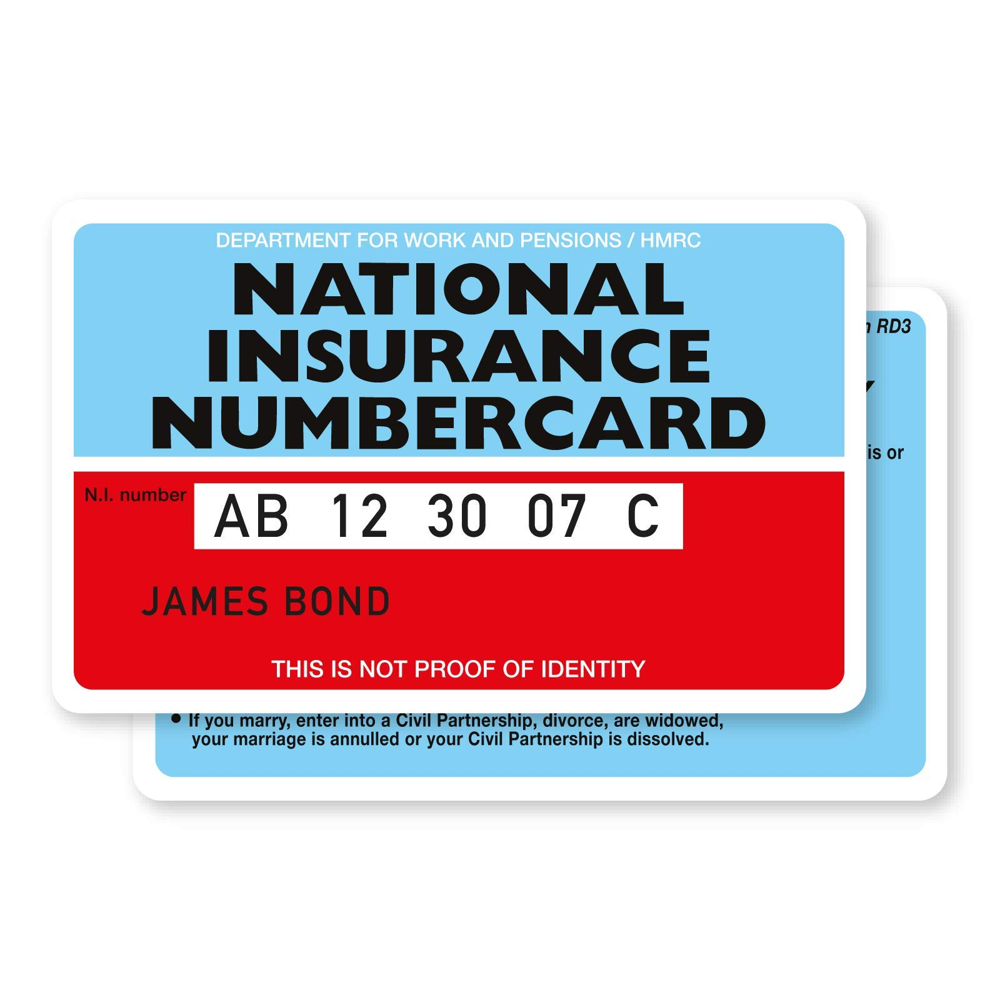 DEPARTMENT FOR WORK AND PENSIONS / HMRC
NATIONAL
INSURANCE
NUMBERCARD
N.I. number AB 12 30 07 C
JAMES BOND
THIS IS NOT PROOF OF IDENTITY
RD3
is or
• If you marry, enter into a Civil Partnership, divorce, are widowed,
your marriage is annulled or your Civil Partnership is dissolved.